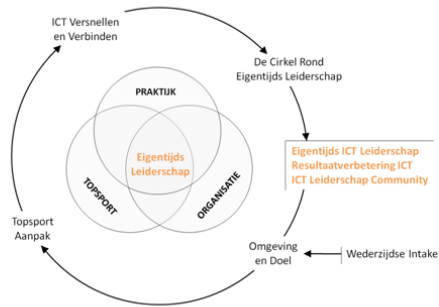 ICT Versnellen
en Verbinden
De Cirkel Rond
Eigentijds Leiderschap
PRAKTIJK
Eigentijds
Leiderschap
TOPSPORT
ORGANISATIE
Eigentijds ICT Leiderschap
Resultaatverbetering ICT
ICT Leiderschap Community
Topsport
Aanpak
Omgeving
en Doel
Wederzijdse Intake